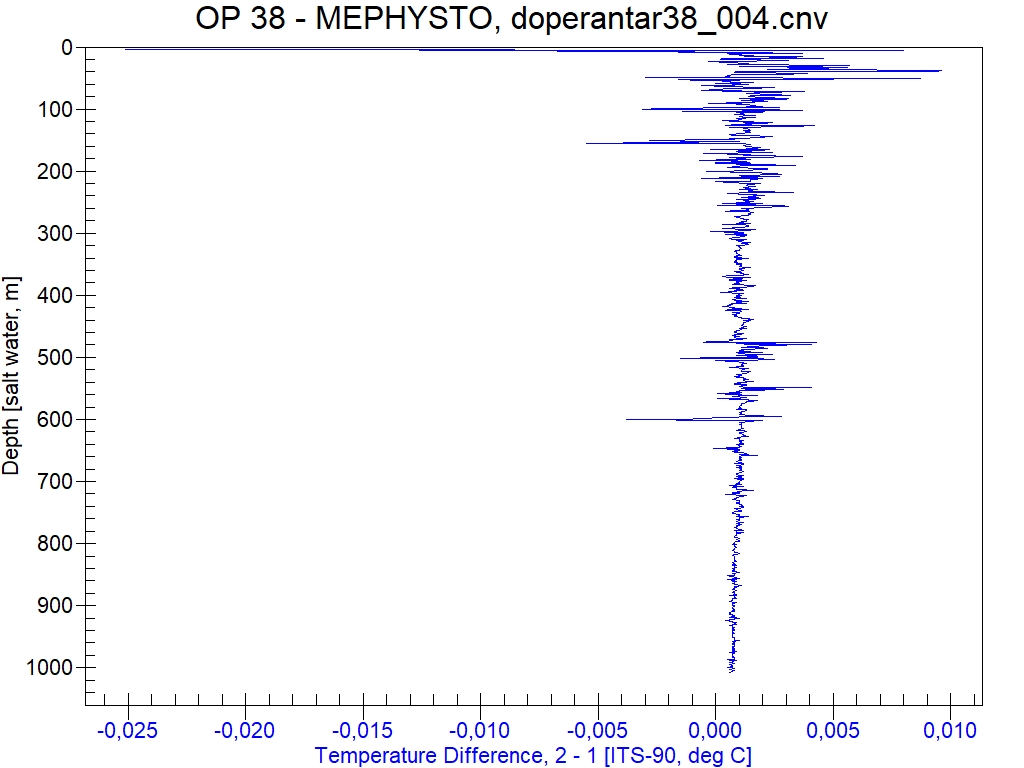 OP 38 - MEPHYSTO, doperantar38_004.cnv
0
100
200
300
400
500
600
700
800
900
1000
Depth [salt water, m]
-0,025 -0,020 -0,015 -0,010 -0,005 0,000 0,005 0,010
Temperature Difference, 2 - 1 [ITS-90, deg C]